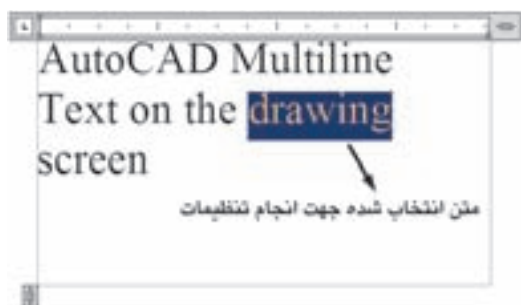 AutoCAD Multiline
Text on the drawing
screen
متن انتخاب شده جهت انجام تنظیمات